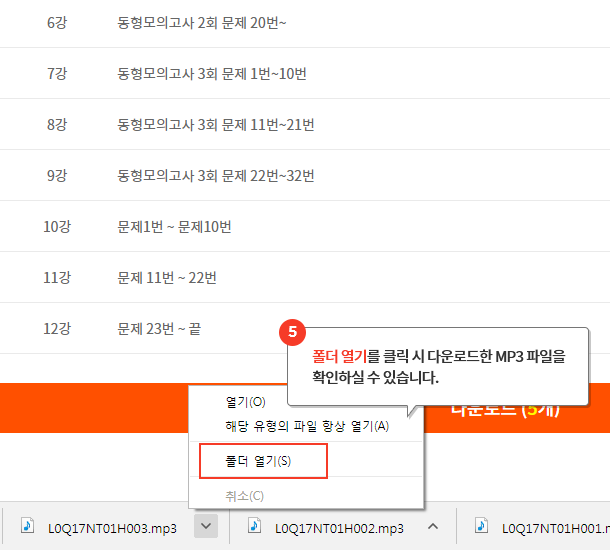 6강 동형모의고사 2회 문제 20번~
7강 동형모의고사 3회 문제 1번~10번
8강 동형모의고사 3회 문제 11번~21번
9강 동형모의고사 3회 문제 22번~32번
10강 문제1번 ~ 문제10번
11강 문제 11번 ~ 22번
12강 문제 23번 ~ 끝
5
폴더 열기를 클릭 시 다운로드한 MP3 파일을
확인하실 수 있습니다.
다운로드 (5개)
열기(O)
해당 유형의 파일 항상 열기(A)
폴더 열기(S)
취소(C)
L0Q17NT01H003.mp3 L0Q17NT01H002.mp3 L0Q17NT01H001.m